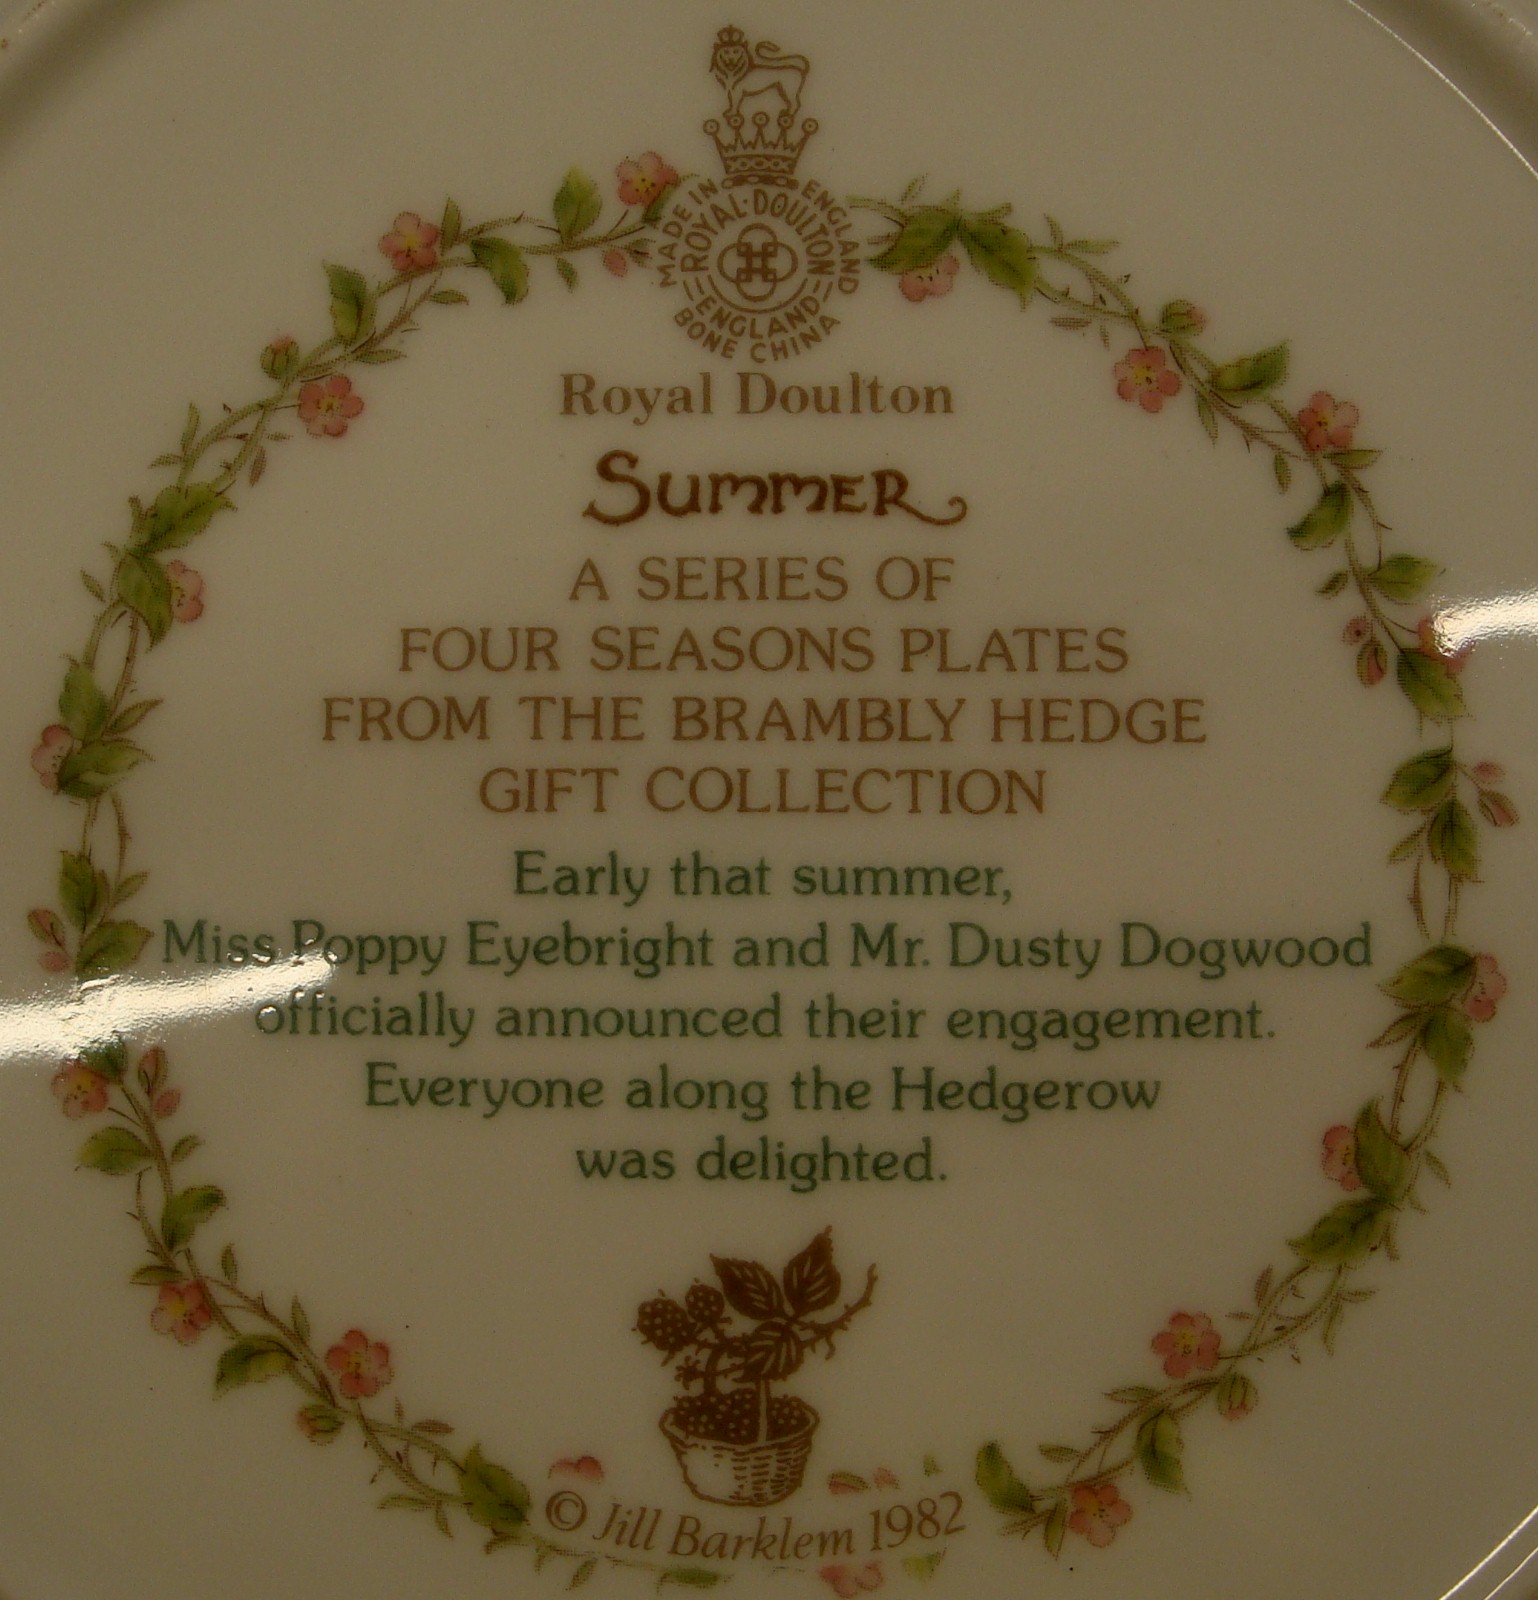 MADE IN ENGLAND
ROYAL·DOULTON
ENGLAND
BONE CHINA
Royal Doulton
SUMMER
A SERIES OF
FOUR SEASONS PLATES
FROM THE BRAMBLY HEDGE
GIFT COLLECTION
Early that summer,
Miss Poppy Eyebright and Mr. Dusty Dogwood
officially announced their engagement.
Everyone along the Hedgerow
was delighted.
© Jill Barklem 1982